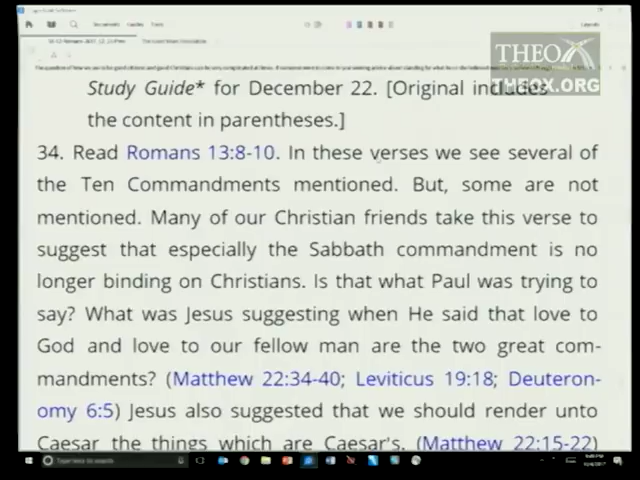 THEOX
THEOX.ORG
Study Guide* for December 22. [Original includes
the content in parentheses.]
34. Read Romans 13:8-10. In these verses we see several of
the Ten Commandments mentioned. But, some are not
mentioned. Many of our Christian friends take this verse to
suggest that especially the Sabbath commandment is no
longer binding on Christians. Is that what Paul was trying to
say? What was Jesus suggesting when He said that love to
God and love to our fellow man are the two great com-
mandments? (Matthew 22:34-40; Leviticus 19:18; Deuteron-
omy 6:5) Jesus also suggested that we should render unto
Caesar the things which are Caesar's. (Matthew 22:15-22)